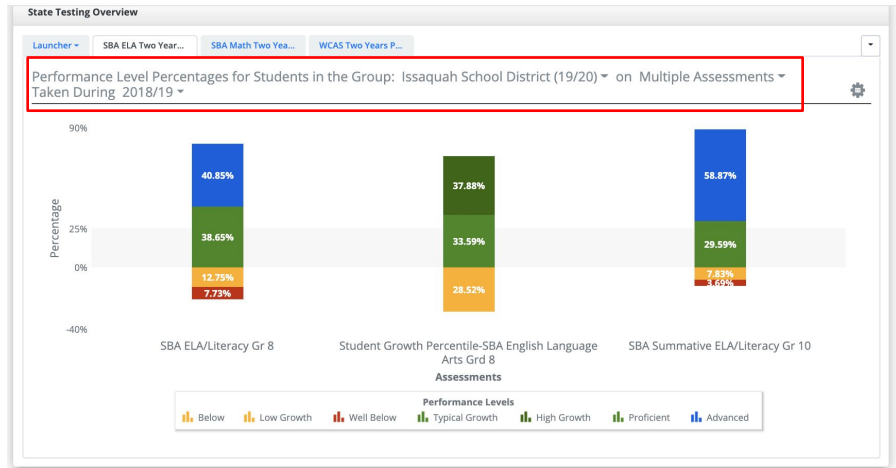 State Testing Overview
Launcher SBA ELA Two Year... SBA Math Two Yea... WCAS Two Years P...
Performance Level Percentages for Students in the Group: Issaquah School District (19/20) on Multiple Assessments
Taken During 2018/19
90%
40.85% 37.88% 58.87%
Percentage
25%
38.65% 33.59% 29.59%
0%
12.75% 28.52% 7.83%
7.73% 3.69%
-40%
SBA ELA/Literacy Gr 8 Student Growth Percentile-SBA English Language SBA Summative ELA/Literacy Gr 10
Arts Grd 8
Assessments
Performance Levels
Below Low Growth Well Below Typical Growth High Growth Proficient Advanced